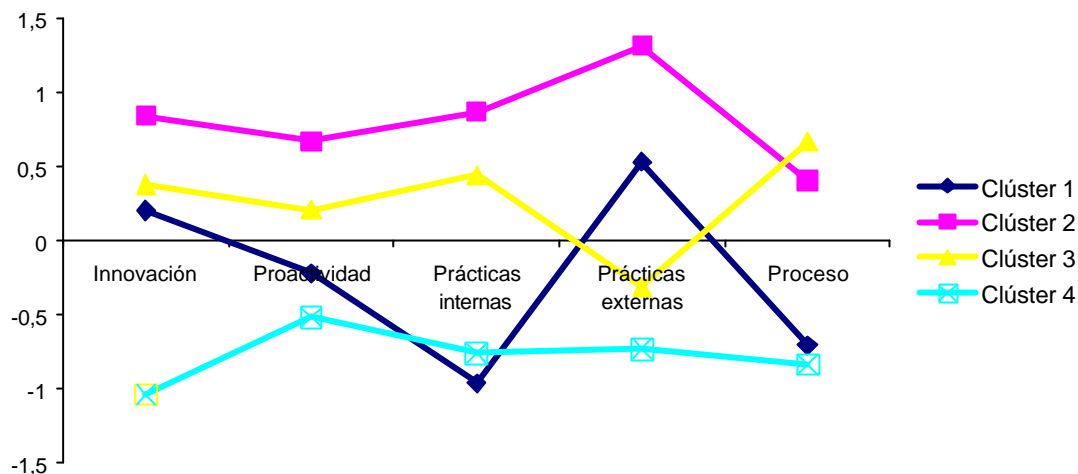 1,5
1
0,5
0
-0,5
-1
-1,5
Innovación
Proactividad
Prácticas
internas
Prácticas
externas
Proceso
Clúster 1
Clúster 2
Clúster 3
Clúster 4